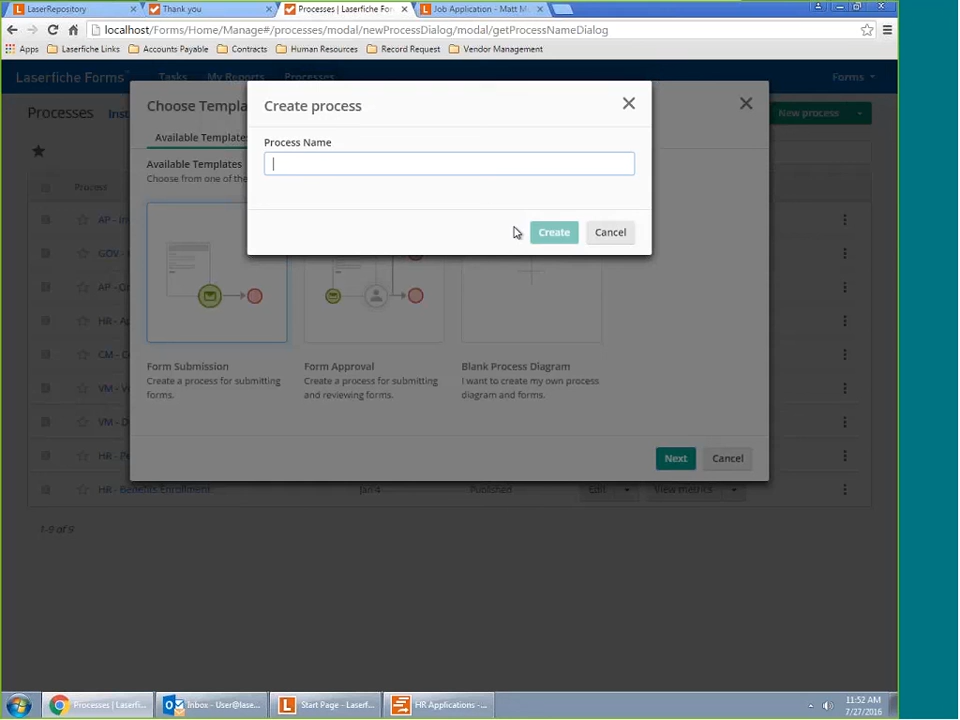 LaserRepository
Thank you
Processes | Laserfiche For
Job Application - Matt M
localhost/Forms/Home/Manage#/processes/modal/newProcessDialog/modal/getProcessNameDialog
Apps
Laserfiche Links
Accounts Payable
Contracts
Human Resources
Record Request
Vendor Management
Laserfiche Forms
Tasks
My Reports
Processes
Forms
Processes
New process
Choose Templa
Create process
Process Name
Create
Cancel
Available Templates
Available Templates
Choose from one of the
Process
AP - In
GOV -
AP - On
HR - Ap
CM - C
VM - V
VM - D
HR - Pe
Form Submission
Create a process for submitting
forms.
Form Approval
Create a process for submitting
and reviewing forms.
Blank Process Diagram
I want to create my own process
diagram and forms.
Next
Cancel
HR - Benefits Enrollment
Jan 4
Published
Edit
View metrics
1-9 of 9
Processes | Laserfi...
Inbox - User@lase...
Start Page - Laserf...
HR Applications -...
11:52 AM
7/27/2016